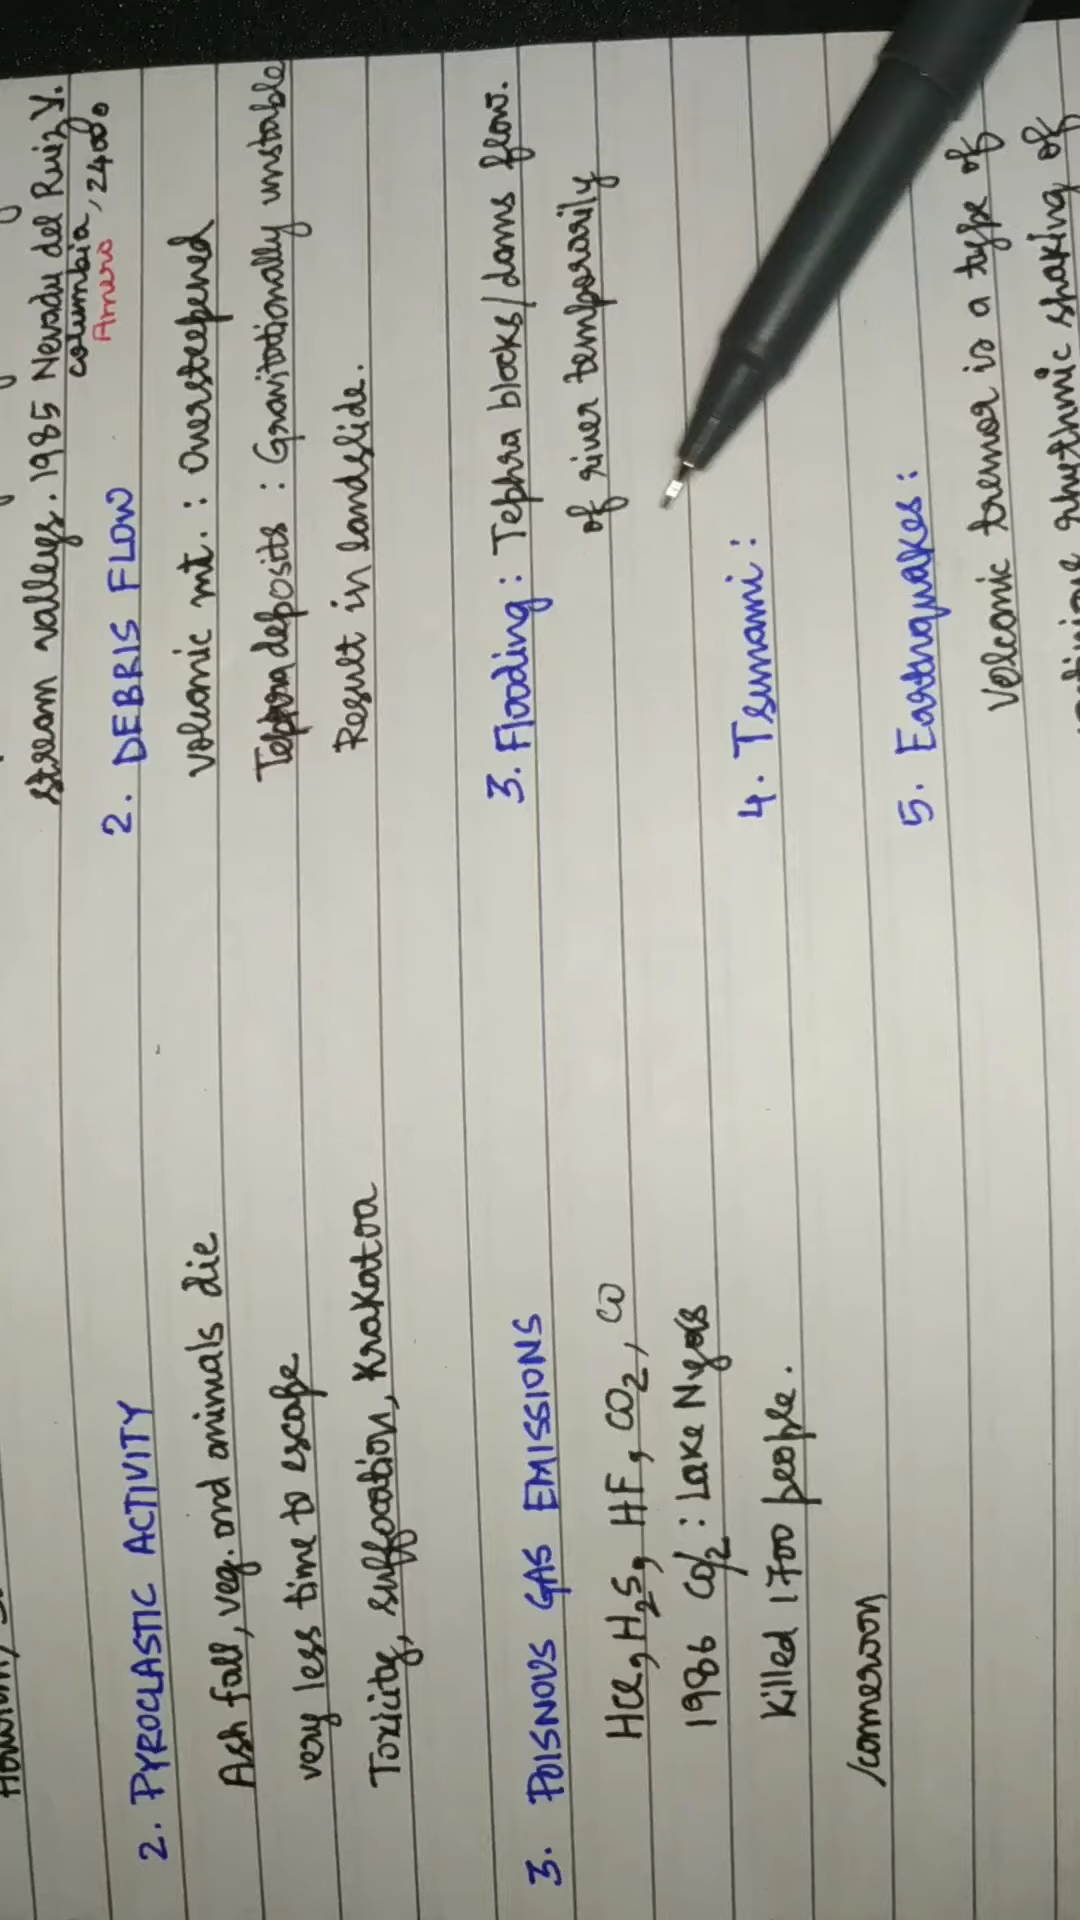 2. PYROCLASTIC ACTIVITY
Ash fall, veg. and animals die
very less time to escape
Toxicity, suffocation, Krakatoa
3. POISNOUS GAS EMISSIONS
HCl, H2S, HF, CO2, CO
1986 CO2 : Lake Nyos
Killed 1700 people.
/cameroon
stream valleys. 1985 Nevadu del Ruiz V.
columbia, 2400
Amero
2. DEBRIS FLOW
volcanic mt. : Oversteepened
Tephra deposits : Gravitationally unstable
Result in landslide.
3. Flooding : Tephra blocks/dams flow.
of river temporarily
4. Tsunami :
5. Earthquakes :
Volcanic tremor is a type of
rhythmic shaking of